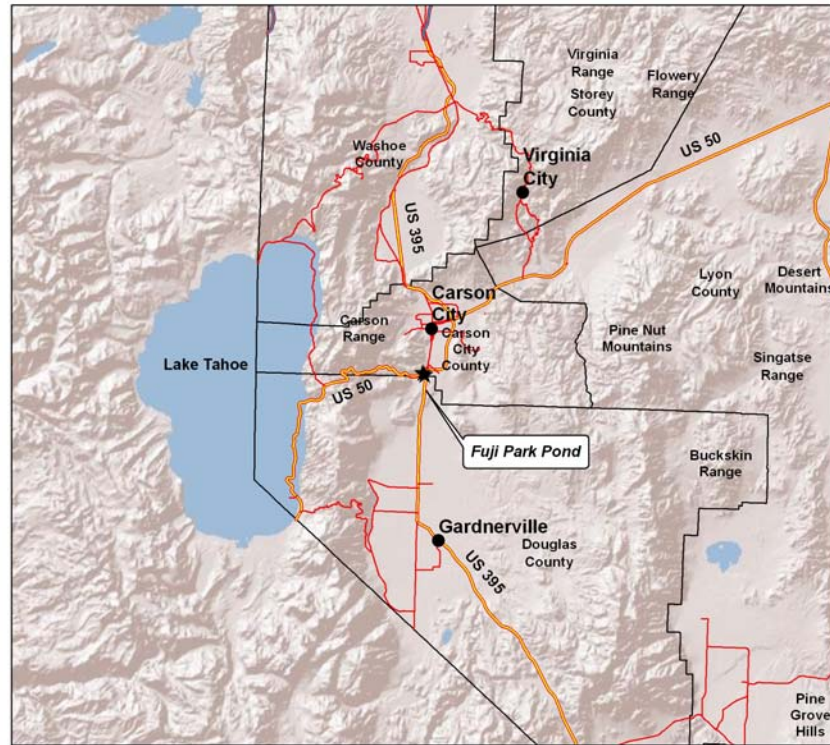 Virginia
Range
Storey
County
Flowery
Range
Washoe
County
Virginia
City
US 50
US 395
Carson
City
Carson
Range
Carson
City
County
Lyon
County
Desert
Mountains
Pine Nut
Mountains
Singatse
Range
Lake Tahoe
US 50
Fuji Park Pond
Buckskin
Range
Gardnerville
Douglas
County
US 395
Pine
Grove
Hills